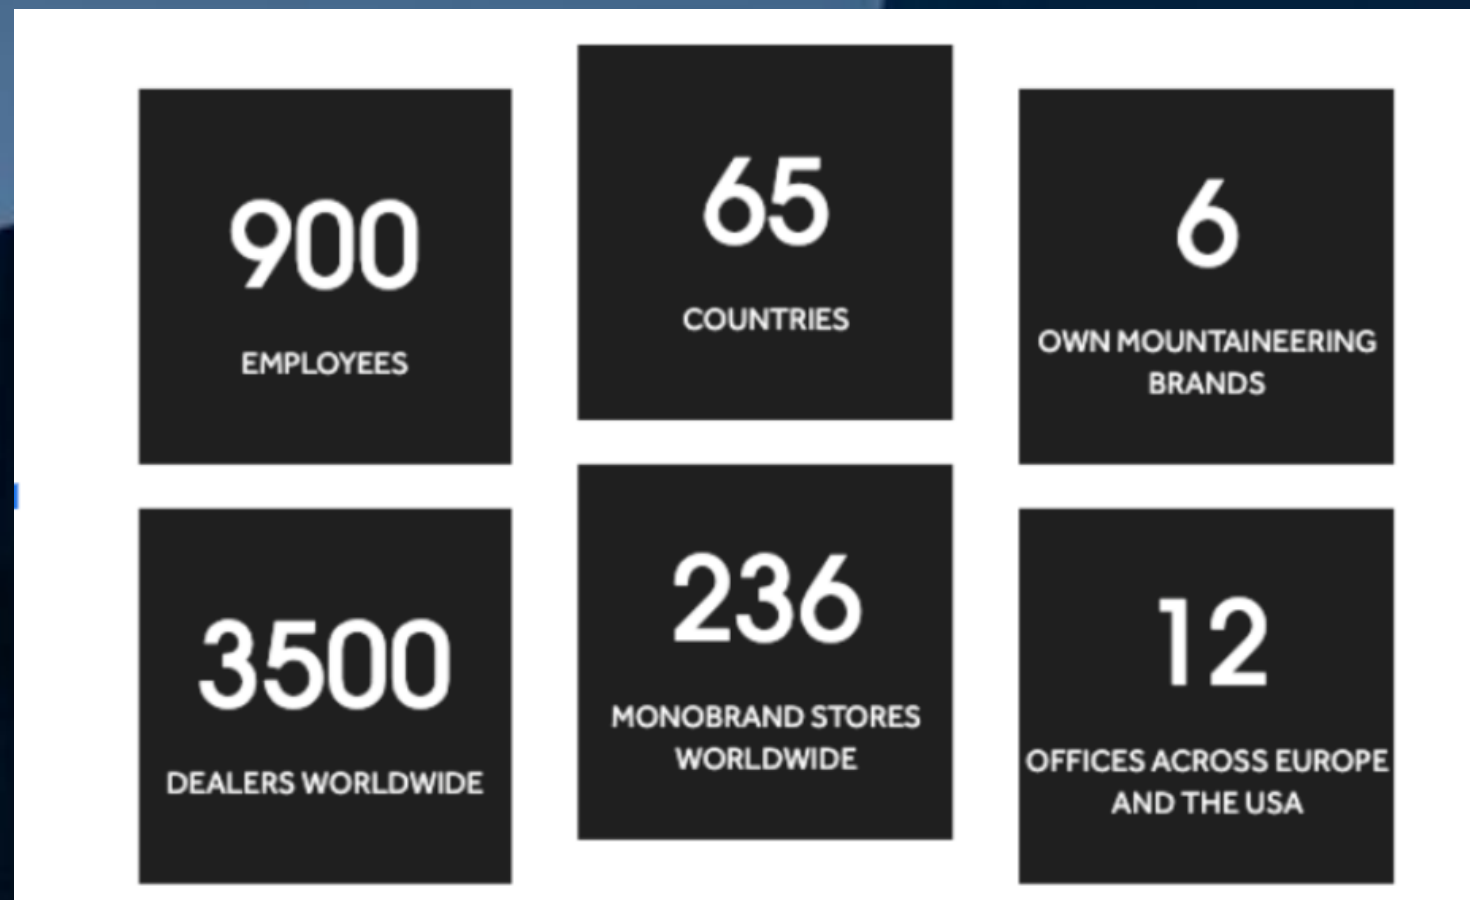 900
EMPLOYEES
65
COUNTRIES
6
OWN MOUNTAINEERING
BRANDS
3500
DEALERS WORLDWIDE
236
MONOBRAND STORES
WORLDWIDE
12
OFFICES ACROSS EUROPE
AND THE USA